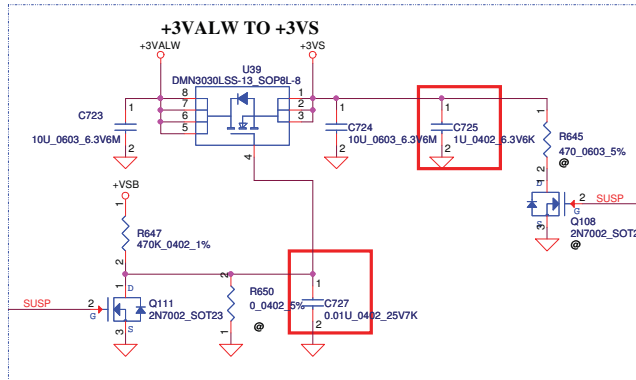 +3VALW TO +3VS
+3VALW
+3VS
U39
DMN3030LSS-13_SOP8L-8
8
7
6
5
1
2
3
4
C723
10U_0603_6.3V6M
1
2
C724
10U_0603_6.3V6M
1
2
C725
1U_0402_6.3V6K
1
2
R645
470_0603_5%
@
1
2
D
SUSP
2
G
S
3
Q108
2N7002_SOT2
@
+VSB
1
R647
470K_0402_1%
2
1
D
SUSP
2
G
Q111
2N7002_SOT23
S
3
2
R650
0_0402_5%
1
@
1
C727
0.01U_0402_25V7K
2